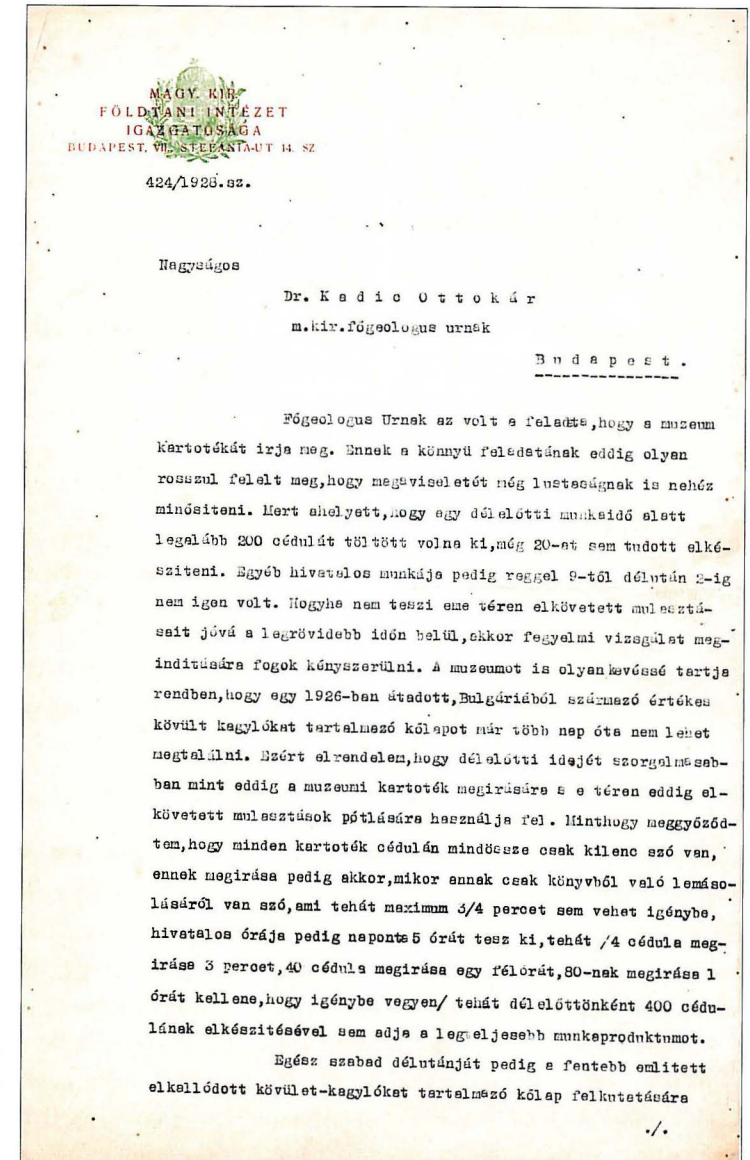 MAGY. KIR.
FÖLDTANI INTÉZET
IGAZGATÓSÁGA
BUDAPEST, VII., STEFÁNIA-UT 14. SZ
424/1928.sz.
Nagyságos
Dr. K a d i c O t t o k á r
m.kir.főgeologus urnak
B u d a p e s t .
Főgeologus Urnak az volt a feladata,hogy a muzeum
kartotékát irja meg. Ennek a könnyü feladatának eddig olyan
rosszul felelt meg,hogy megaviseletét még lustaságnak is nehéz
minősiteni. Mert ahelyett,hogy egy délelőtti munkaidő alatt
legalább 200 cédulát töltött volna ki,még 20-at sem tudott elké-
sziteni. Egyéb hivatalos munkája pedig reggel 9-től délután 2-ig
nem igen volt. Hogyha nem teszi eme téren elkövetett mulasztá-
sait jóvá a legrövidebb időn belül,akkor fegyelmi vizsgálat meg-
inditására fogok kényszerülni. A muzeumot is olyan kevéssé tartja
rendben,hogy egy 1926-ban átadott,Bulgáriából származó értékes
kövült kagylókat tartalmazó kőlapot már több nap óta nem lehet
megtalálni. Ezért elrendelem,hogy délelőtti idejét szorgalmasab-
ban mint eddig a muzeumi kartoték megirására s e téren eddig el-
követett mulasztások pótlására használja fel. Minthogy meggyőződ-
tem,hogy minden kartoték cédulán mindössze csak kilenc szó van,
ennek megirása pedig akkor,mikor annak csak könyvből való lemáso-
lásáról van szó,ami tehát maximum 3/4 percet sem vehet igénybe,
hivatalos órája pedig naponta 5 órát tesz ki,tehát /4 cédula meg-
irása 3 percet,40 cédula megirása egy félórát,80-nak megirása 1
órát kellene,hogy igénybe vegyen/ tehát délelőttönként 400 cédu-
lának elkészitésével sem adja a legteljesebb munkaproduktumot.
Egész szabad délutánját pedig a fentebb emlitett
elkallódott kövület-kagylókat tartalmazó kőlap felkutatására
./.